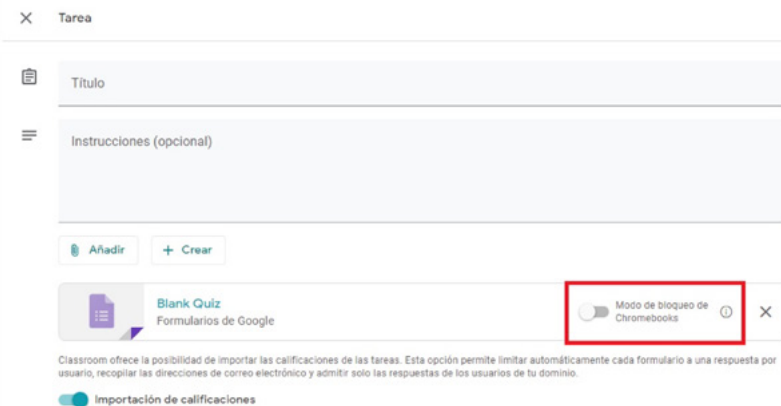 Tarea
Título
Instrucciones (opcional)
Añadir
Crear
Blank Quiz
Formularios de Google
Modo de bloqueo de
Chromebooks
Classroom ofrece la posibilidad de importar las calificaciones de las tareas. Esta opción permite limitar automáticamente cada formulario a una respuesta por
usuario, recopilar las direcciones de correo electrónico y admitir solo las respuestas de los usuarios de tu dominio.
Importación de calificaciones